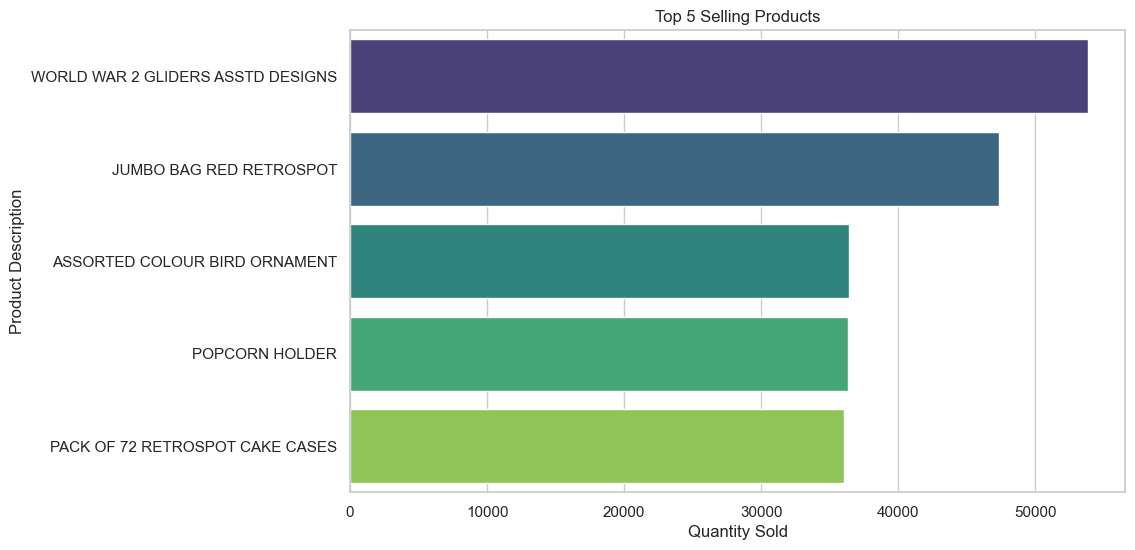 Top 5 Selling Products
Product Description
WORLD WAR 2 GLIDERS ASSTD DESIGNS
JUMBO BAG RED RETROSPOT
ASSORTED COLOUR BIRD ORNAMENT
POPCORN HOLDER
PACK OF 72 RETROSPOT CAKE CASES
0 10000 20000 30000 40000 50000
Quantity Sold